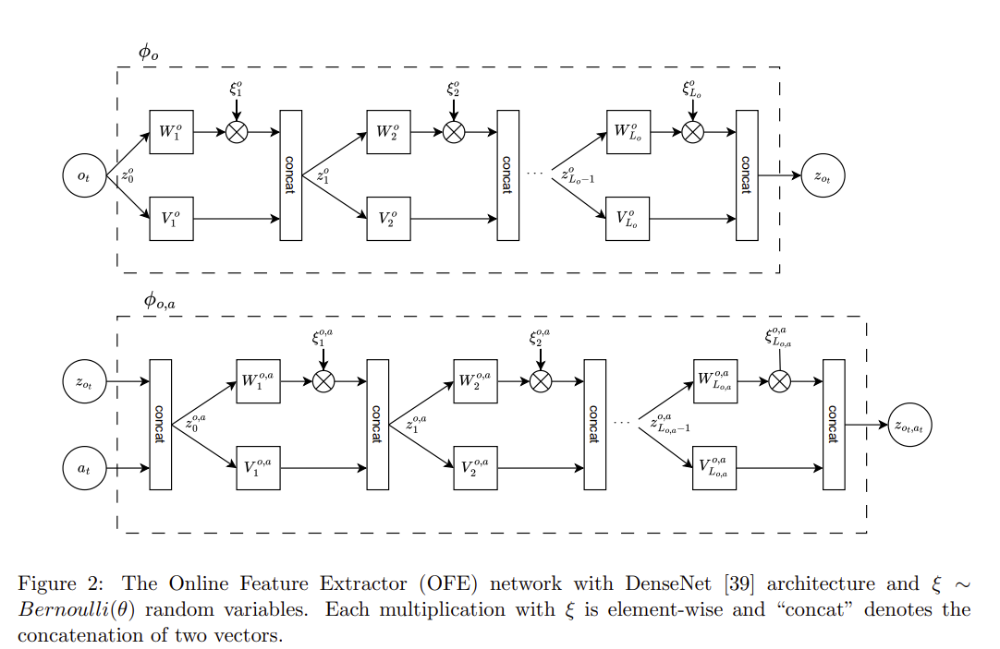 ϕ_o
ξ_1^o ξ_2^o ξ_{L_o}^o
W_1^o W_2^o W_{L_o}^o
o_t z_0^o concat z_1^o concat ··· z_{L_o−1}^o concat z_{o_t}
V_1^o V_2^o V_{L_o}^o
ϕ_{o,a}
ξ_1^{o,a} ξ_2^{o,a} ξ_{L_{o,a}}^{o,a}
z_{o_t} W_1^{o,a} W_2^{o,a} W_{L_{o,a}}^{o,a}
concat z_0^{o,a} concat z_1^{o,a} concat ··· z_{L_{o,a}−1}^{o,a} concat z_{o_t,a_t}
a_t V_1^{o,a} V_2^{o,a} V_{L_{o,a}}^{o,a}
Figure 2: The Online Feature Extractor (OFE) network with DenseNet [39] architecture and ξ ∼
Bernoulli(θ) random variables. Each multiplication with ξ is element-wise and “concat” denotes the
concatenation of two vectors.